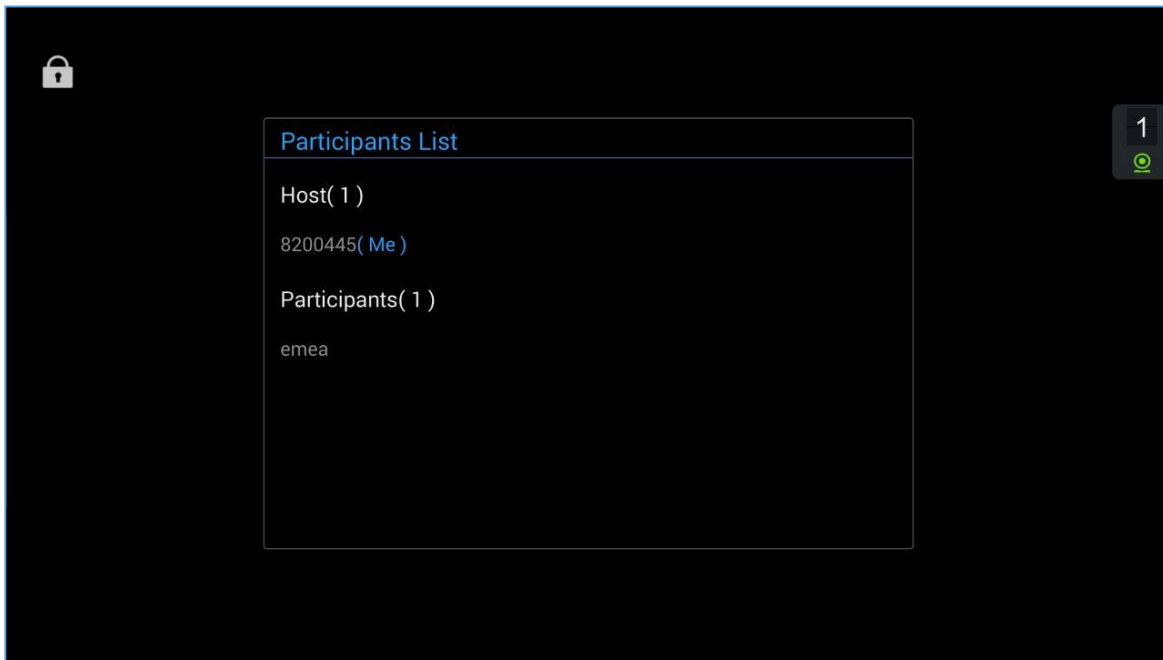 Participants List
1
Host( 1 )
8200445( Me )
Participants( 1 )
emea